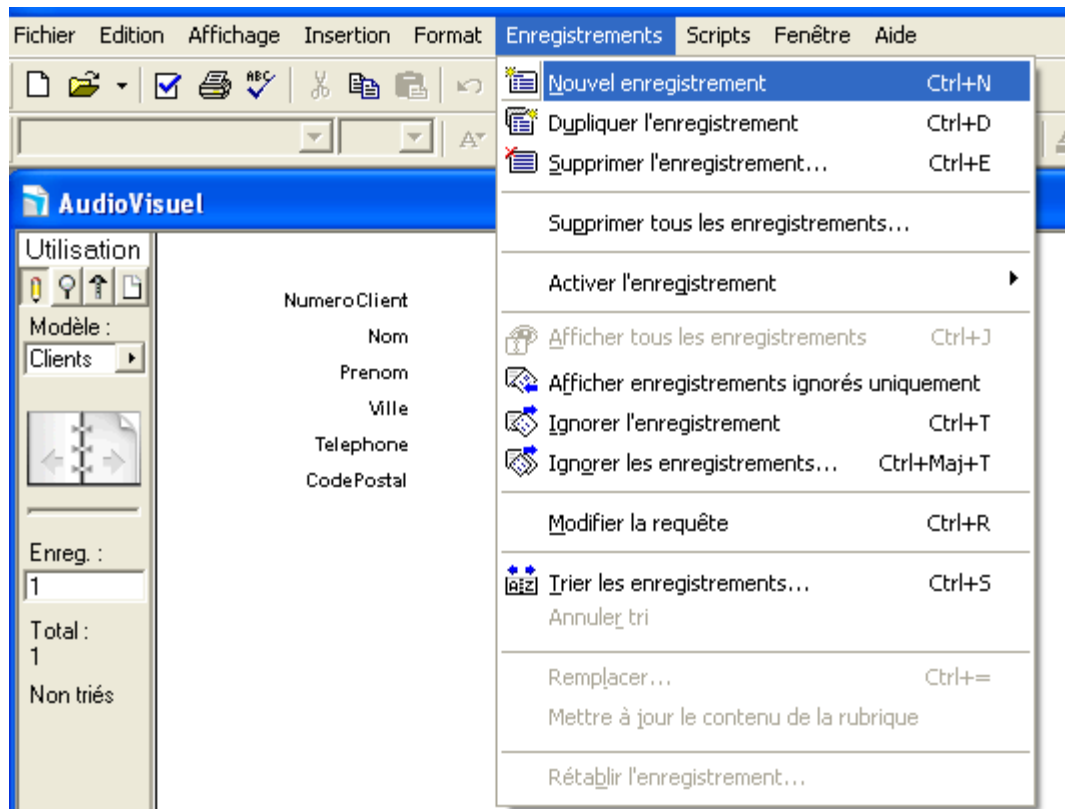 Fichier Edition Affichage Insertion Format Enregistrements Scripts Fenêtre Aide
ABC
Nouvel enregistrement Ctrl+N
Dupliquer l'enregistrement Ctrl+D
Supprimer l'enregistrement... Ctrl+E
Supprimer tous les enregistrements...
Activer l'enregistrement
Afficher tous les enregistrements Ctrl+J
Afficher enregistrements ignorés uniquement
Ignorer l'enregistrement Ctrl+T
Ignorer les enregistrements... Ctrl+Maj+T
Modifier la requête Ctrl+R
Trier les enregistrements... Ctrl+S
Annuler tri
Remplacer... Ctrl+=
Mettre à jour le contenu de la rubrique
Rétablir l'enregistrement...
AudioVisuel
Utilisation
Modèle :
Clients
Enreg. :
1
Total :
1
Non triés
NumeroClient
Nom
Prenom
Ville
Telephone
CodePostal